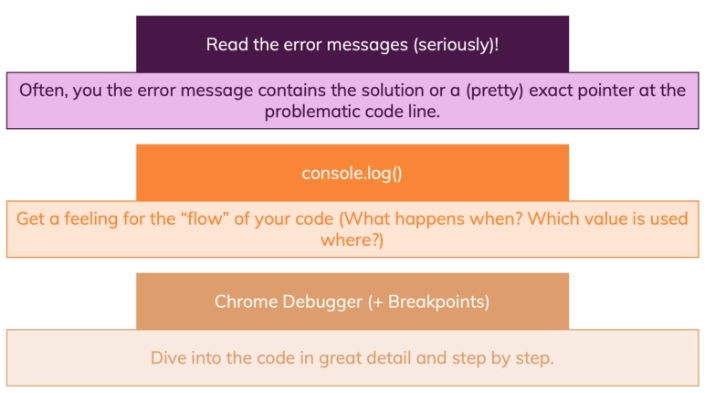 Read the error messages (seriously)!
Often, you the error message contains the solution or a (pretty) exact pointer at the
problematic code line.
console.log()
Get a feeling for the “flow” of your code (What happens when? Which value is used
where?)
Chrome Debugger (+ Breakpoints)
Dive into the code in great detail and step by step.